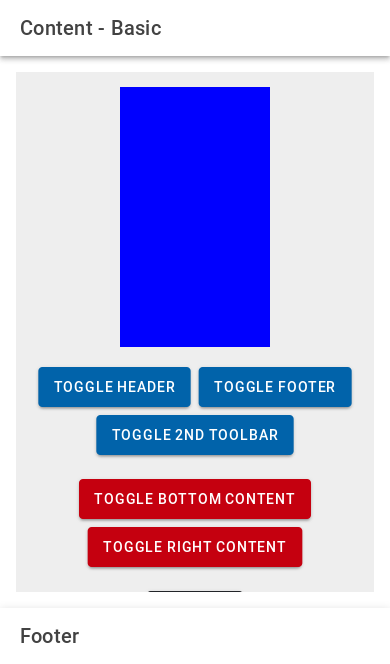 Content - Basic
TOGGLE HEADER
TOGGLE FOOTER
TOGGLE 2ND TOOLBAR
TOGGLE BOTTOM CONTENT
TOGGLE RIGHT CONTENT
Footer